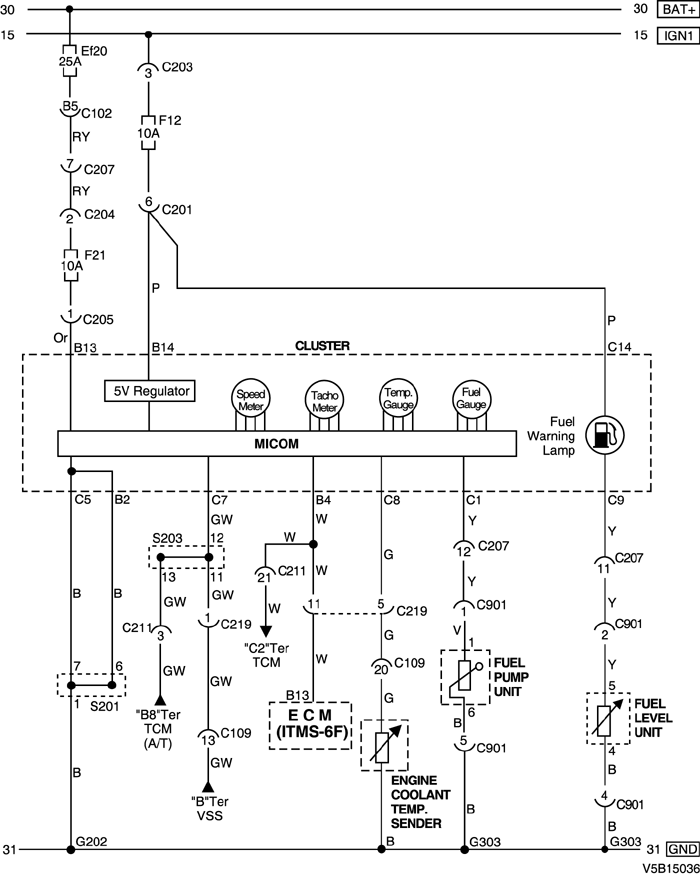 30 30 BAT+
15 15 IGN1
Ef20
25A
3 C203
B5 C102
F12
10A
RY
7 C207
RY
6 C201
2 C204
F21
10A
P
1 C205
P
Or
B13 B14 CLUSTER C14
5V Regulator
Speed Meter
Tacho Meter
Temp. Gauge
Fuel Gauge
Fuel Warning Lamp
MICOM
C5 B2 C7 B4 C8 C1 C9
GW W Y Y
S203 12 W
13 11
G
12 C207
11 C207
21 C211
W
GW GW
B B
W
Y Y
11 5 C219
1 C901
C211 3
1 C219
2 C901
"C2"Ter
TCM
G
V 1
GW GW W
20 C109
FUEL
PUMP
UNIT
Y
7 6
5
1 S201
B13
G
6
"B8"Ter
TCM
(A/T)
E C M
(ITMS-6F)
B
FUEL
LEVEL
UNIT
13 C109
5 C901
4
GW
B B
ENGINE
COOLANT
TEMP.
SENDER
"B"Ter
VSS
4 C901
B B
31 G202 B G303 G303 31 GND
V5B15036